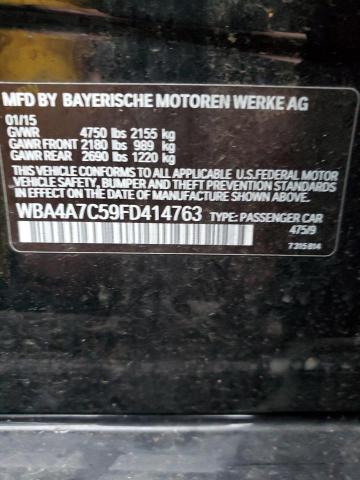 MFD BY BAYERISCHE MOTOREN WERKE AG
01/15
GVWR 4750 lbs 2155 kg
GAWR FRONT 2180 lbs 989 kg
GAWR REAR 2690 lbs 1220 kg
THIS VEHICLE CONFORMS TO ALL APPLICABLE U.S.FEDERAL MOTOR
VEHICLE SAFETY, BUMPER AND THEFT PREVENTION STANDARDS
IN EFFECT ON THE DATE OF MANUFACTURE SHOWN ABOVE.
WBA4A7C59FD414763 TYPE: PASSENGER CAR
475/9
7 315 814